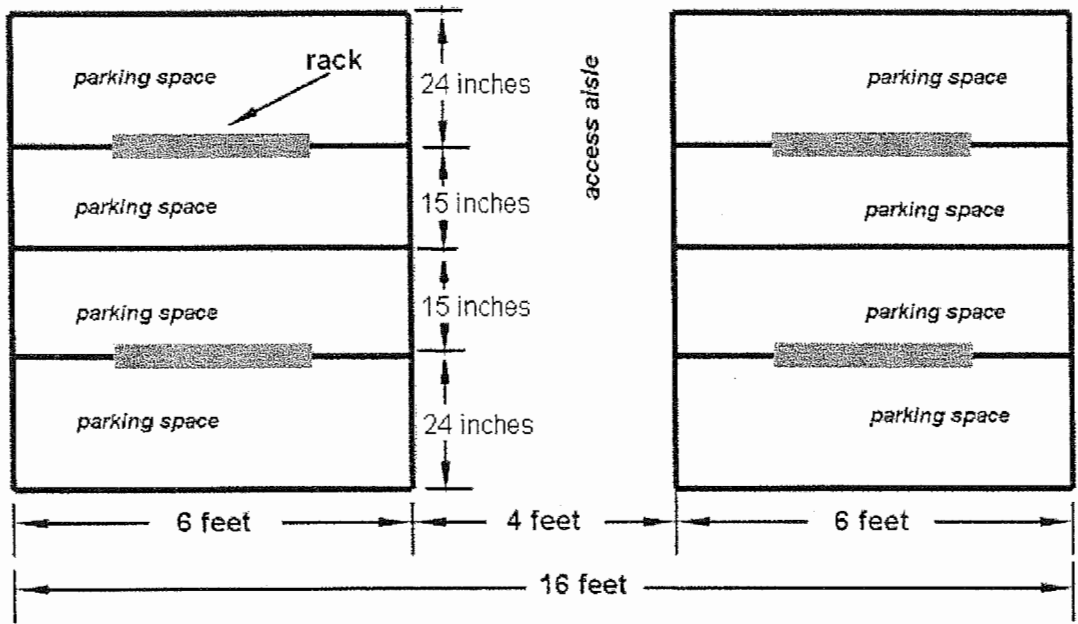 rack
parking space
24 inches
parking space
access aisle
parking space
15 inches
parking space
parking space
15 inches
parking space
parking space
24 inches
parking space
6 feet
4 feet
6 feet
16 feet